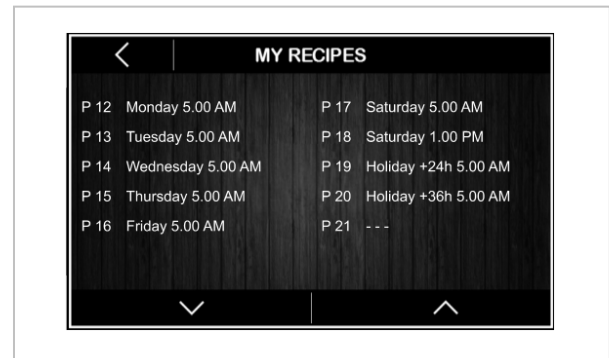 MY RECIPES
P 12 Monday 5.00 AM
P 13 Tuesday 5.00 AM
P 14 Wednesday 5.00 AM
P 15 Thursday 5.00 AM
P 16 Friday 5.00 AM
P 17 Saturday 5.00 AM
P 18 Saturday 1.00 PM
P 19 Holiday +24h 5.00 AM
P 20 Holiday +36h 5.00 AM
P 21 - - -